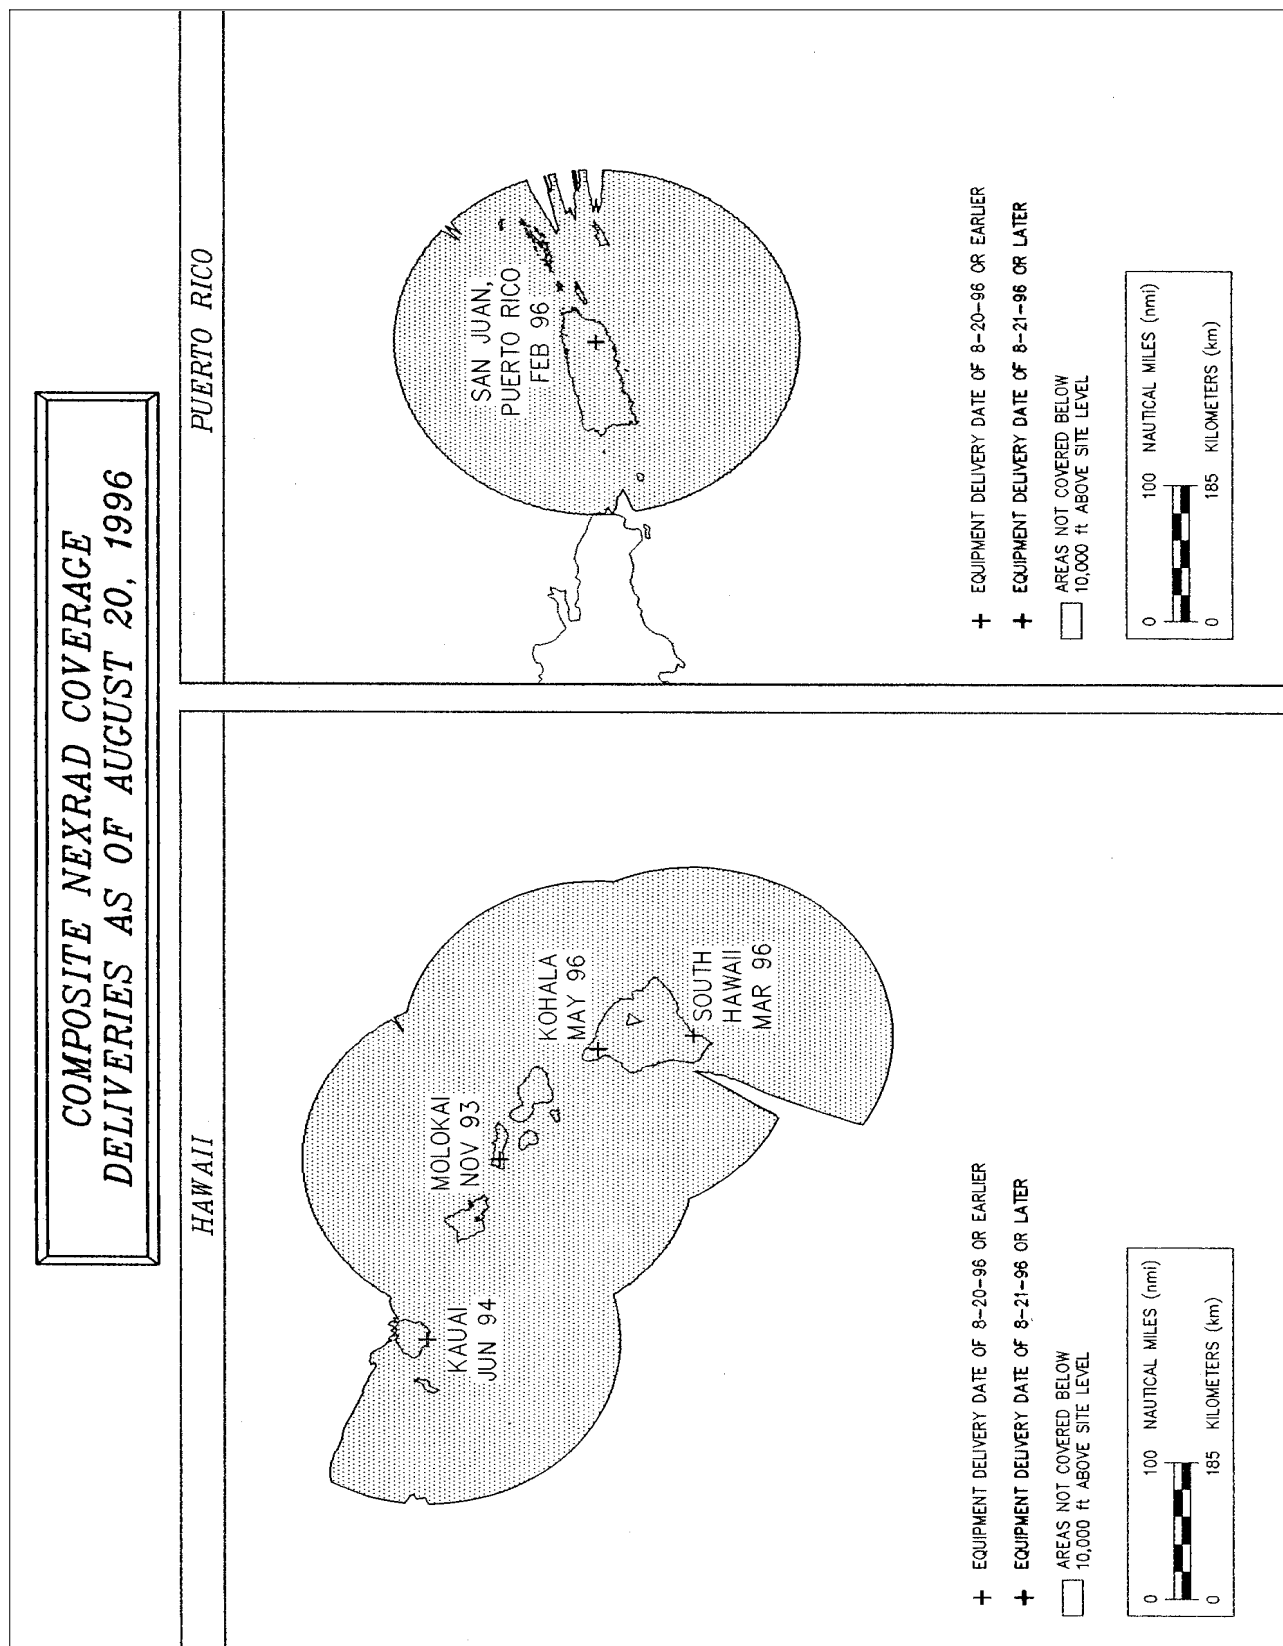 COMPOSITE NEXRAD COVERAGE
DELIVERIES AS OF AUGUST 20, 1996
HAWAII
KAUAI
JUN 94
MOLOKAI
NOV 93
KOHALA
MAY 96
SOUTH
HAWAII
MAR 96
+ EQUIPMENT DELIVERY DATE OF 8-20-96 OR EARLIER
+ EQUIPMENT DELIVERY DATE OF 8-21-96 OR LATER
AREAS NOT COVERED BELOW
10,000 ft ABOVE SITE LEVEL
0 100 NAUTICAL MILES (nmi)
0 185 KILOMETERS (km)
PUERTO RICO
SAN JUAN,
PUERTO RICO
FEB 96
+ EQUIPMENT DELIVERY DATE OF 8-20-96 OR EARLIER
+ EQUIPMENT DELIVERY DATE OF 8-21-96 OR LATER
AREAS NOT COVERED BELOW
10,000 ft ABOVE SITE LEVEL
0 100 NAUTICAL MILES (nmi)
0 185 KILOMETERS (km)